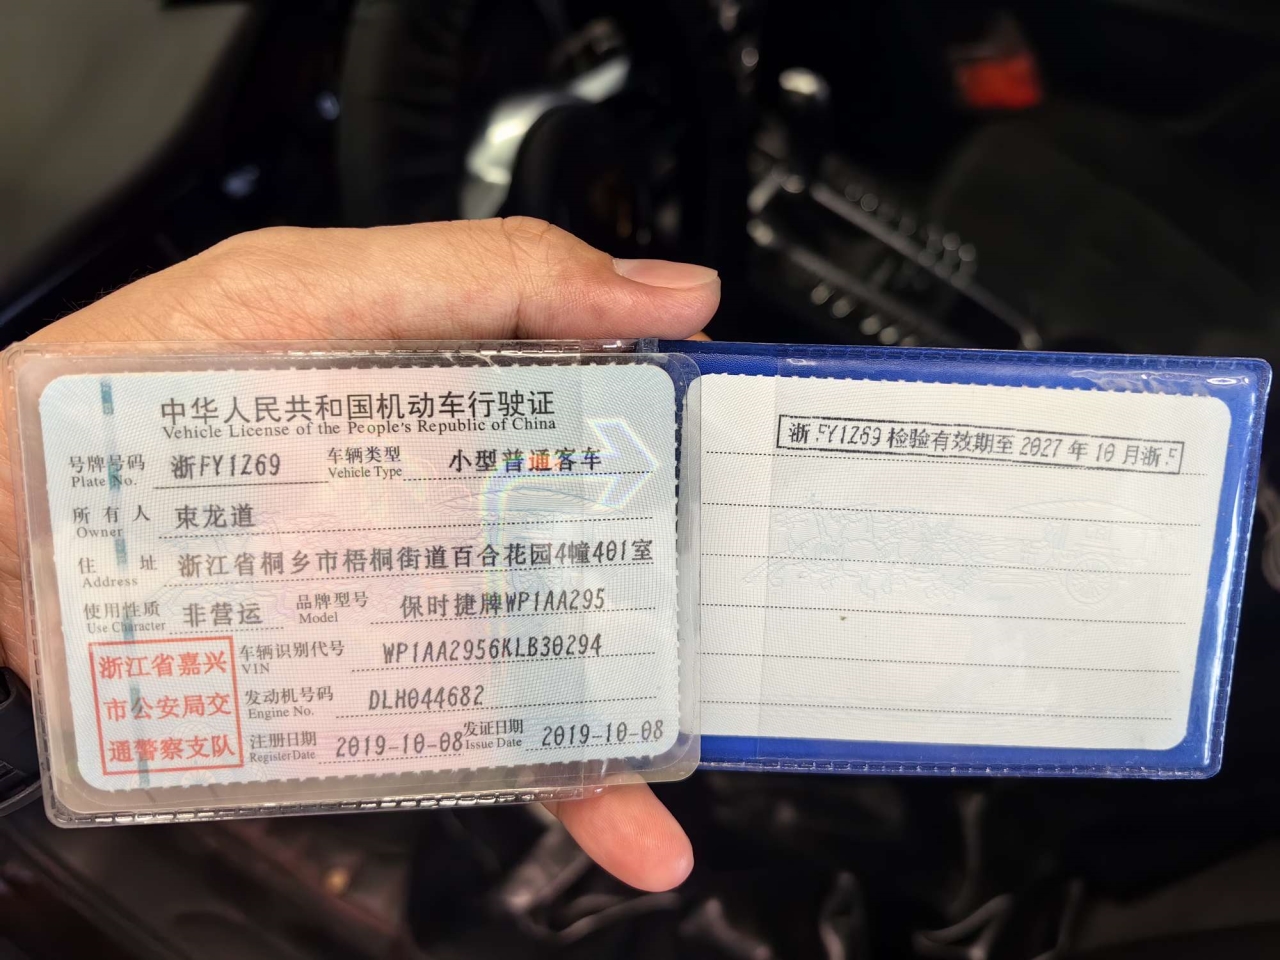 中华人民共和国机动车行驶证
Vehicle License of the People's Republic of China
号牌号码 浙FY1Z69 车辆类型 小型普通客车
Plate No. Vehicle Type
所有人 束龙道
Owner
住址 浙江省桐乡市梧桐街道百合花园4幢401室
Address
使用性质 非营运 品牌型号 保时捷牌WP1AA295
Use Character Model
浙江省嘉兴
市公安局交
通警察支队
车辆识别代号 WP1AA2956KLB30294
VIN
发动机号码 DLH044682
Engine No.
注册日期 2019-10-08 发证日期 2019-10-08
Register Date Issue Date
浙FY1Z69检验有效期至2027年10月浙F